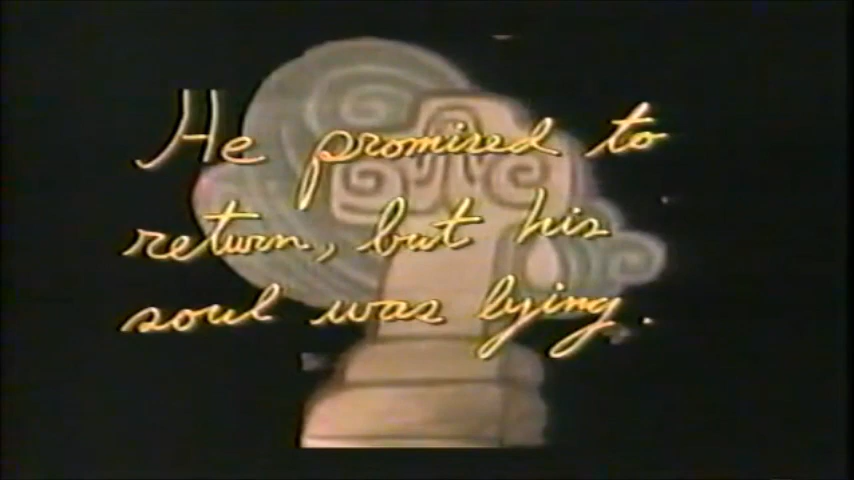 He promised to
return, but his
soul was lying.